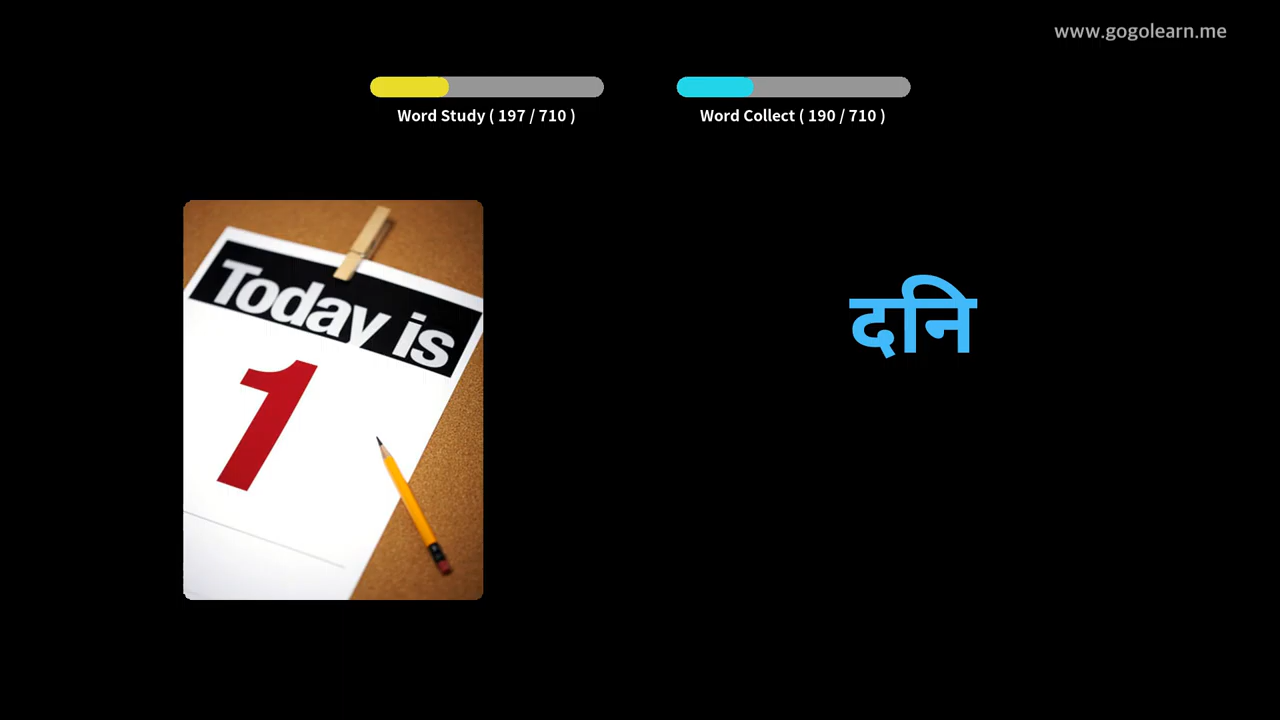 www.gogolearn.me
Word Study ( 197 / 710 )
Word Collect ( 190 / 710 )
Today is
1
दनि